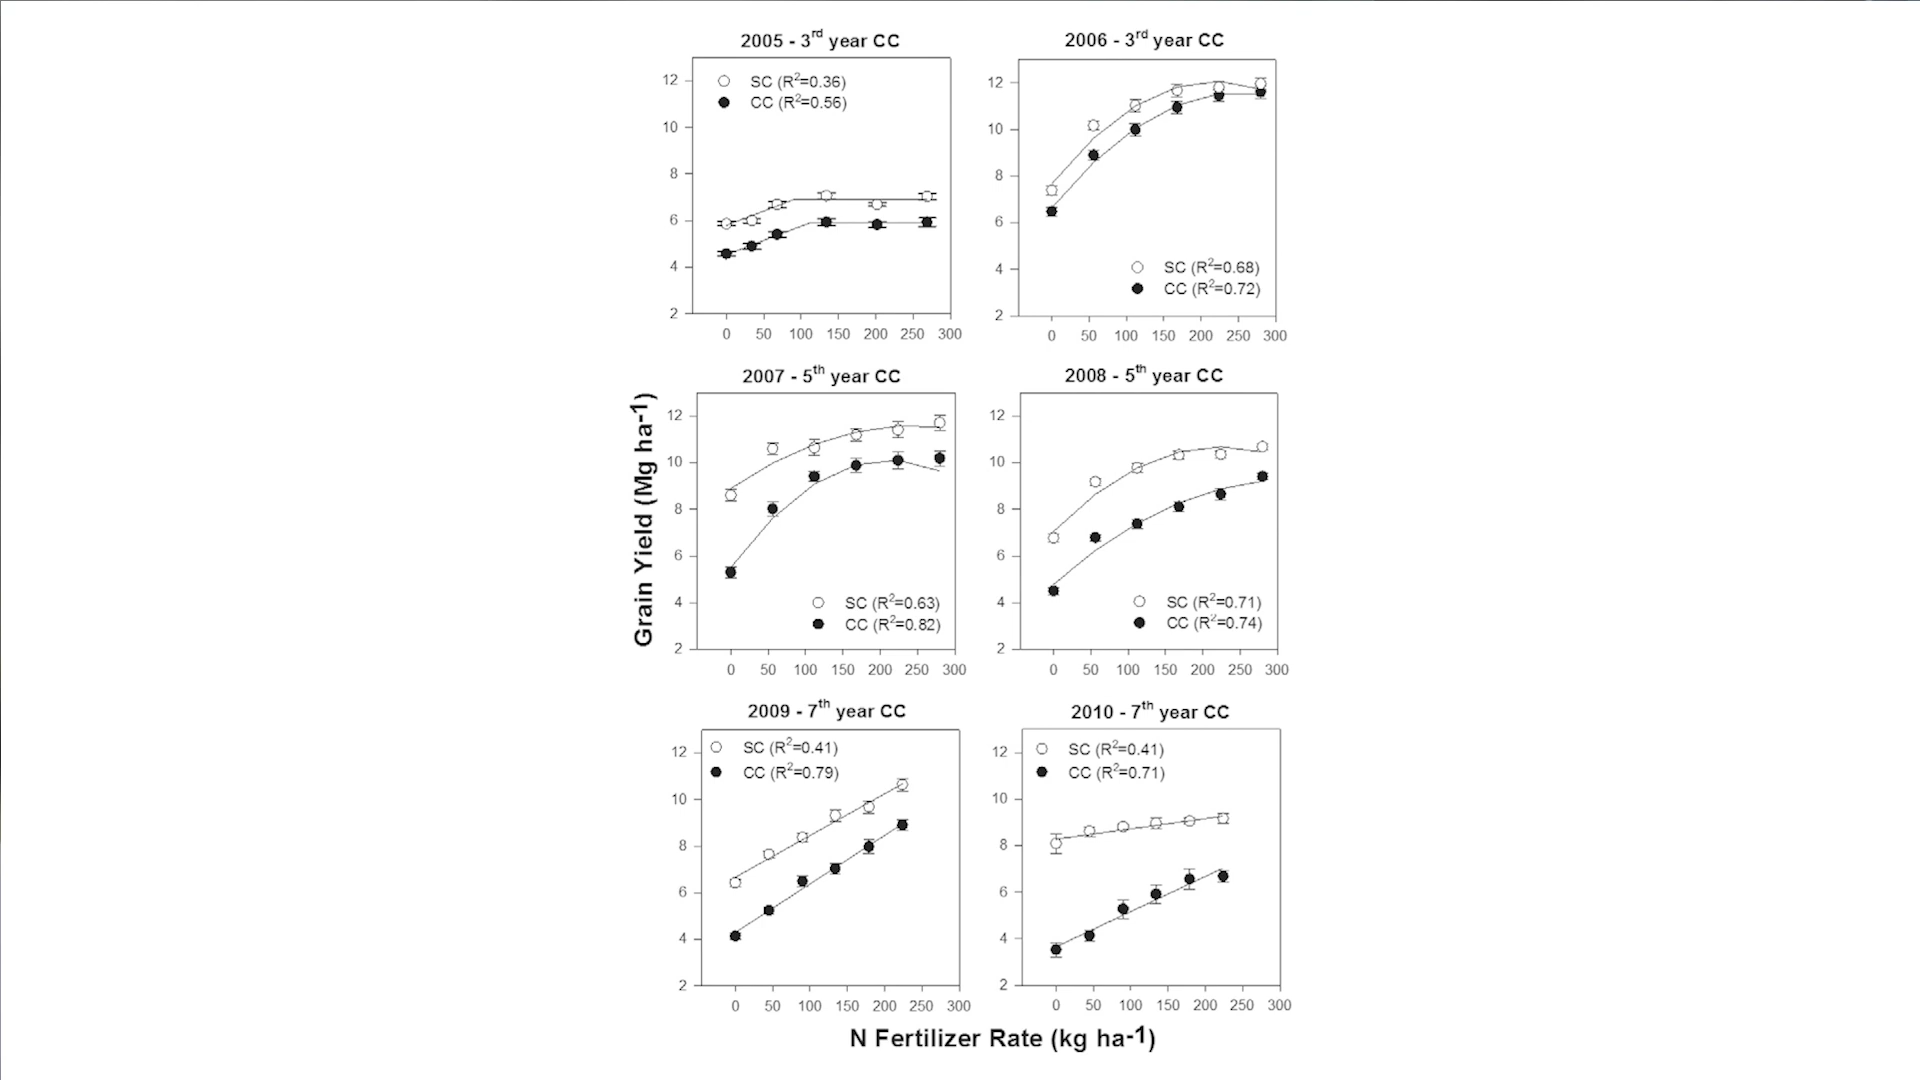 2005 - 3rd year CC
SC (R2=0.36)
CC (R2=0.56)
12
10
8
6
4
2
0 50 100 150 200 250 300
2006 - 3rd year CC
12
10
8
6
4
2
SC (R2=0.68)
CC (R2=0.72)
0 50 100 150 200 250 300
Grain Yield (Mg ha-1)
2007 - 5th year CC
12
10
8
6
4
2
SC (R2=0.63)
CC (R2=0.82)
0 50 100 150 200 250 300
2008 - 5th year CC
12
10
8
6
4
2
SC (R2=0.71)
CC (R2=0.74)
0 50 100 150 200 250 300
2009 - 7th year CC
SC (R2=0.41)
CC (R2=0.79)
12
10
8
6
4
2
0 50 100 150 200 250 300
2010 - 7th year CC
SC (R2=0.41)
CC (R2=0.71)
12
10
8
6
4
2
0 50 100 150 200 250 300
N Fertilizer Rate (kg ha-1)